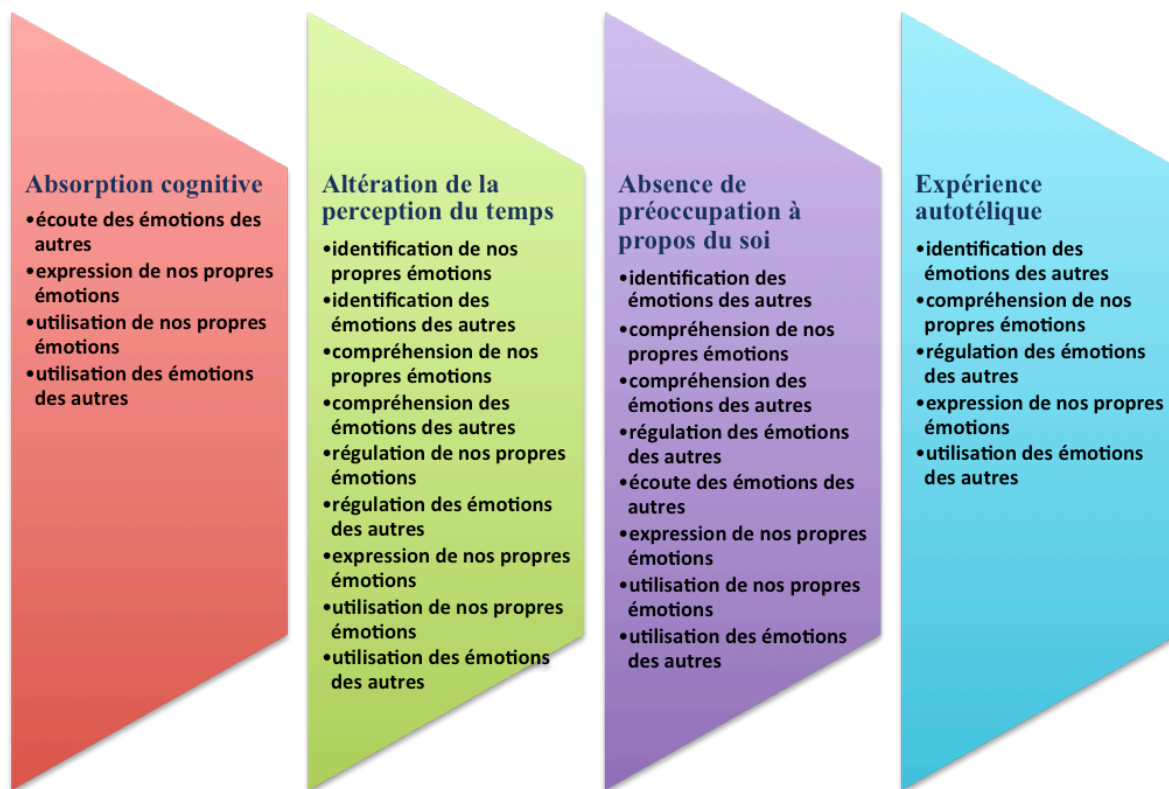 Absorption cognitive
•écoute des émotions des
autres
•expression de nos propres
émotions
•utilisation de nos propres
émotions
•utilisation des émotions
des autres
Altération de la
perception du temps
•identification de nos
propres émotions
•identification des
émotions des autres
•compréhension de nos
propres émotions
•compréhension des
émotions des autres
•régulation de nos propres
émotions
•régulation des émotions
des autres
•expression de nos propres
émotions
•utilisation de nos propres
émotions
•utilisation des émotions
des autres
Absence de
préoccupation à
propos du soi
•identification des
émotions des autres
•compréhension de nos
propres émotions
•compréhension des
émotions des autres
•régulation des émotions
des autres
•écoute des émotions des
autres
•expression de nos propres
émotions
•utilisation de nos propres
émotions
•utilisation des émotions
des autres
Expérience
autotélique
•identification des
émotions des autres
•compréhension de nos
propres émotions
•régulation des émotions
des autres
•expression de nos propres
émotions
•utilisation des émotions
des autres